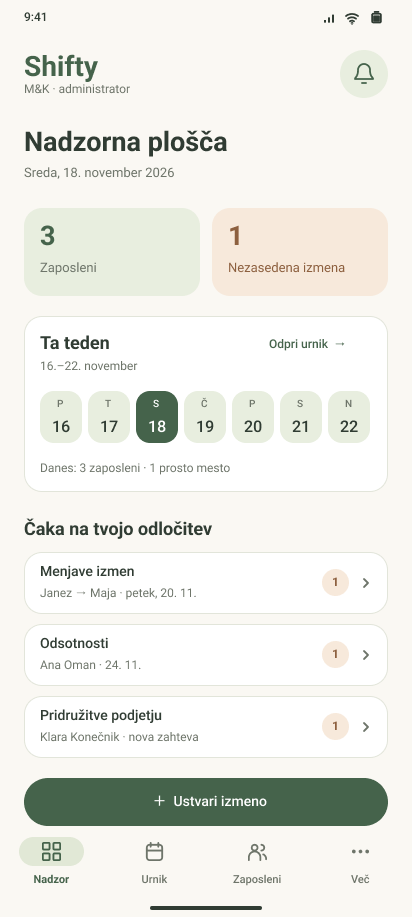 9:41
Shifty
M&K · administrator
Nadzorna plošča
Sreda, 18. november 2026
3
Zaposleni
1
Nezasedena izmena
Ta teden
Odpri urnik →
16.–22. november
P T S Č P S N
16 17 18 19 20 21 22
Danes: 3 zaposleni · 1 prosto mesto
Čaka na tvojo odločitev
Menjave izmen
Janez → Maja · petek, 20. 11.
1
Odsotnosti
Ana Oman · 24. 11.
1
Pridružitve podjetju
Klara Konečnik · nova zahteva
1
+ Ustvari izmeno
Nadzor Urnik Zaposleni Več